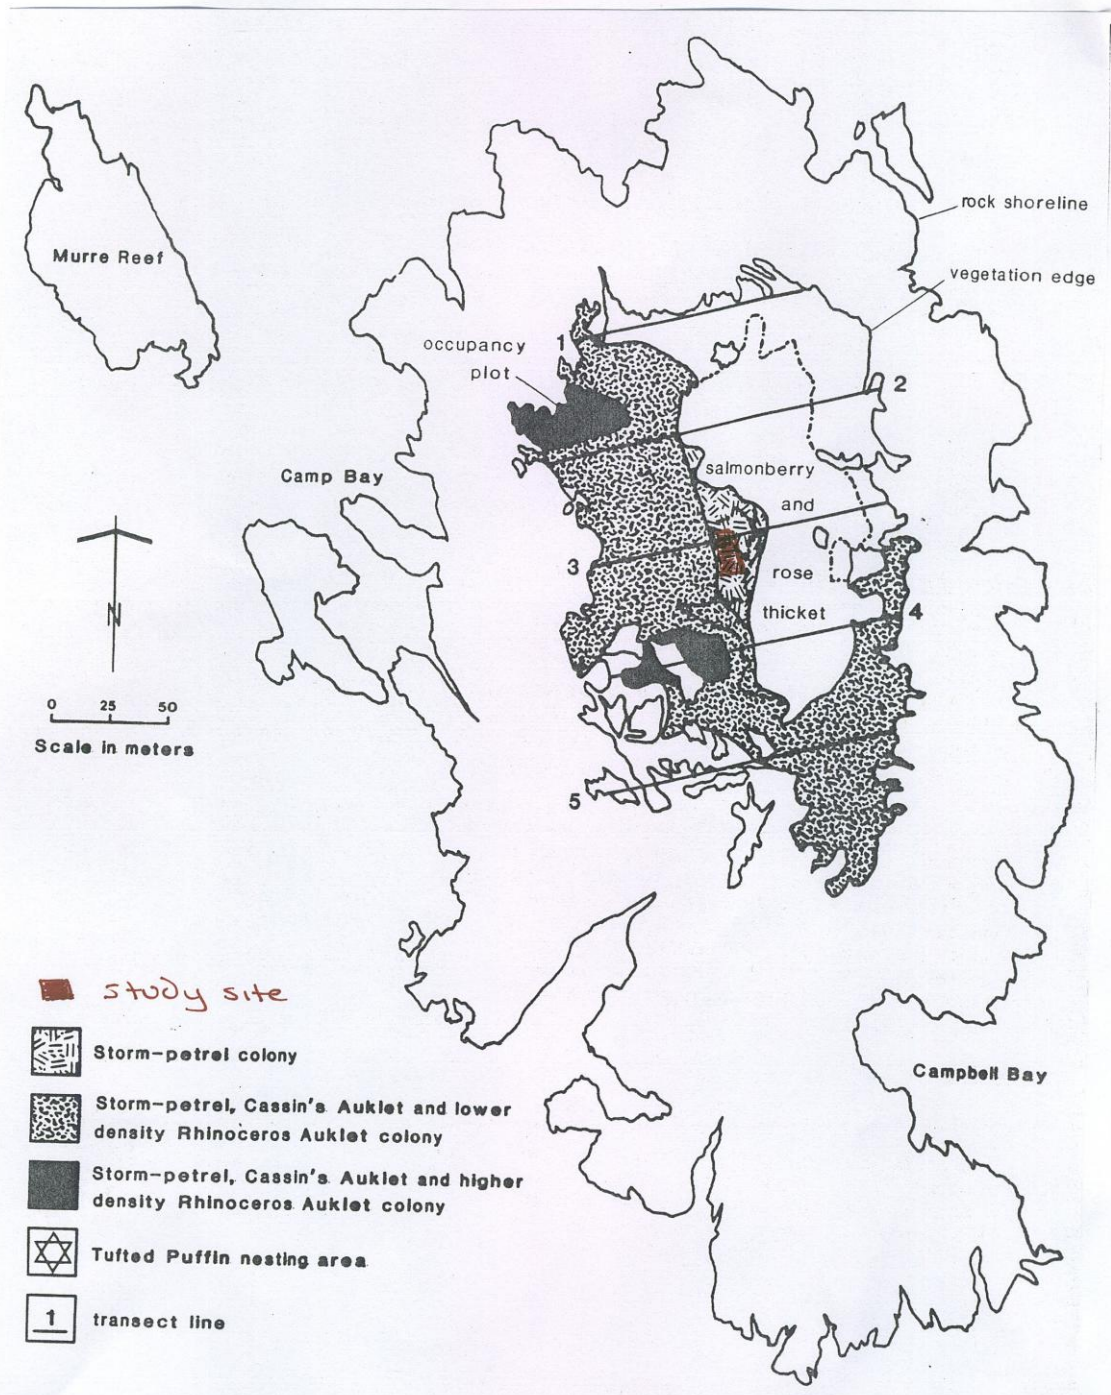 rock shoreline
Murre Reef
vegetation edge
1
occupancy
plot
2
salmonberry
Camp Bay
and
3
rose
N
thicket
4
0 25 50
Scale in meters
5
study site
Storm-petrel colony
Campbell Bay
Storm-petrel, Cassin's Auklet and lower
density Rhinoceros Auklet colony
Storm-petrel, Cassin's Auklet and higher
density Rhinoceros Auklet colony
Tufted Puffin nesting area
1
transect line